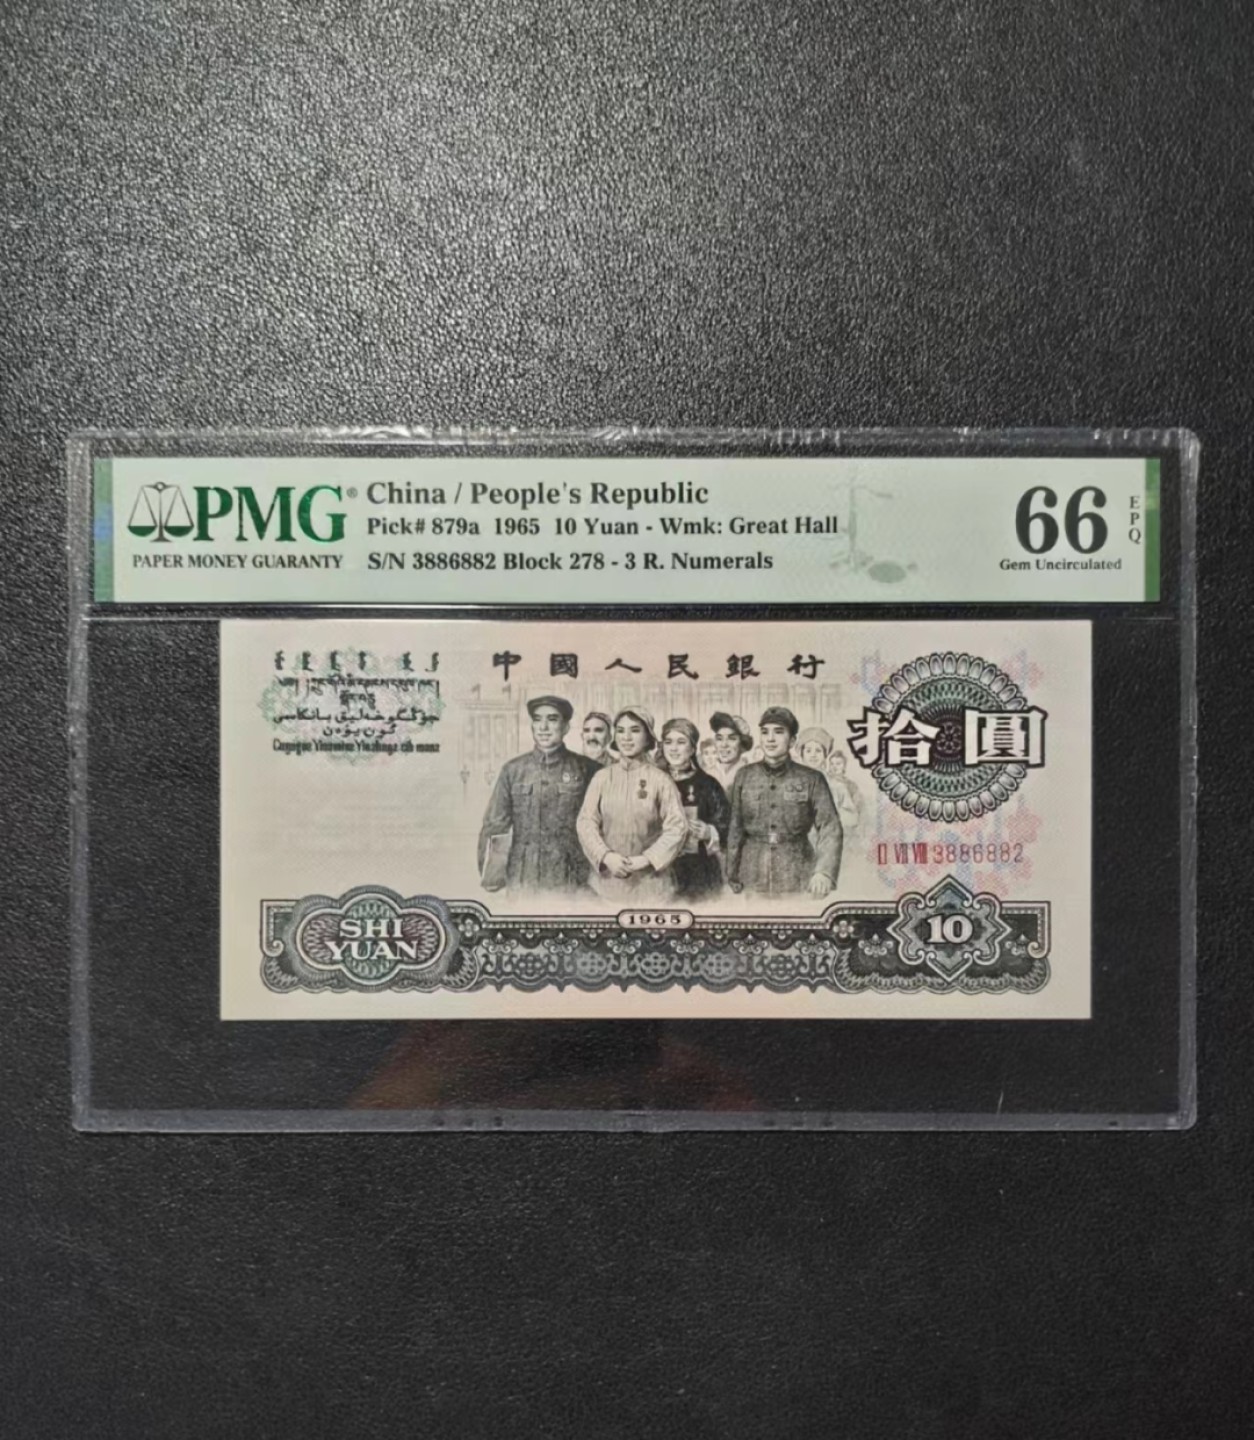 PMG®
PAPER MONEY GUARANTY
China / People's Republic
Pick# 879a 1965 10 Yuan - Wmk: Great Hall
S/N 3886882 Block 278 - 3 R. Numerals
66
EPQ
Gem Uncirculated
中國人民銀行
拾圓
Ⅱ Ⅶ Ⅷ 3886882
1965
SHI
YUAN
10